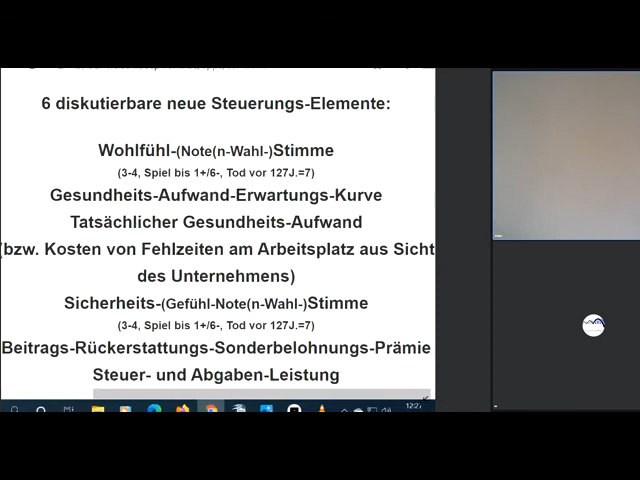 6 diskutierbare neue Steuerungs-Elemente:
Wohlfühl-(Note(n-Wahl-)Stimme
(3-4, Spiel bis 1+/6-, Tod vor 127J.=7)
Gesundheits-Aufwand-Erwartungs-Kurve
Tatsächlicher Gesundheits-Aufwand
(bzw. Kosten von Fehlzeiten am Arbeitsplatz aus Sicht
des Unternehmens)
Sicherheits-(Gefühl-Note(n-Wahl-)Stimme
(3-4, Spiel bis 1+/6-, Tod vor 127J.=7)
Beitrags-Rückerstattungs-Sonderbelohnungs-Prämie
Steuer- und Abgaben-Leistung